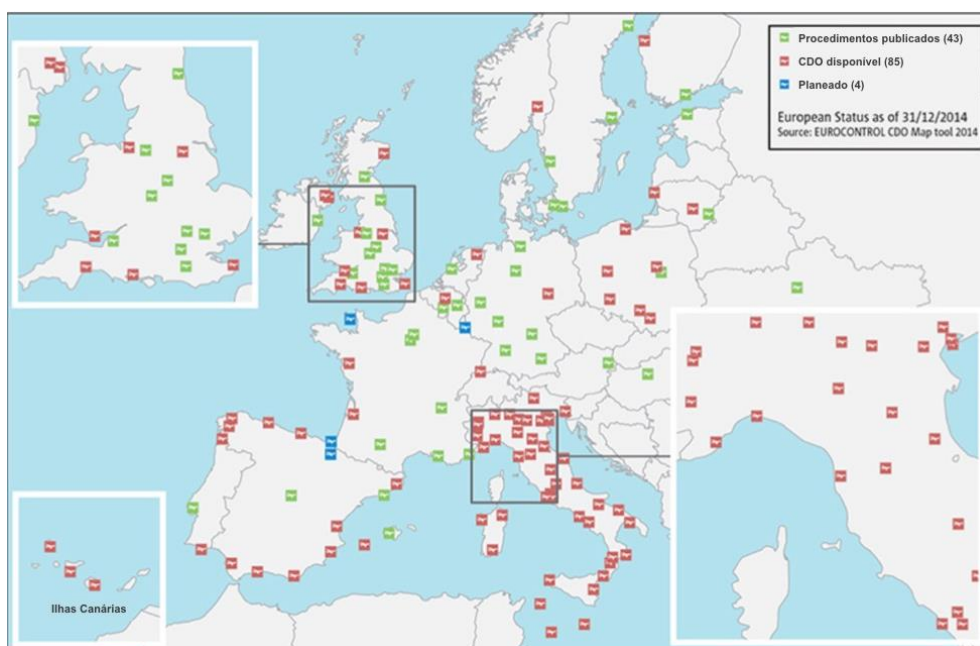 Procedimentos publicados (43)
CDO disponível (85)
Planeado (4)
European Status as of 31/12/2014
Source: EUROCONTROL CDO Map tool 2014
Ilhas Canárias